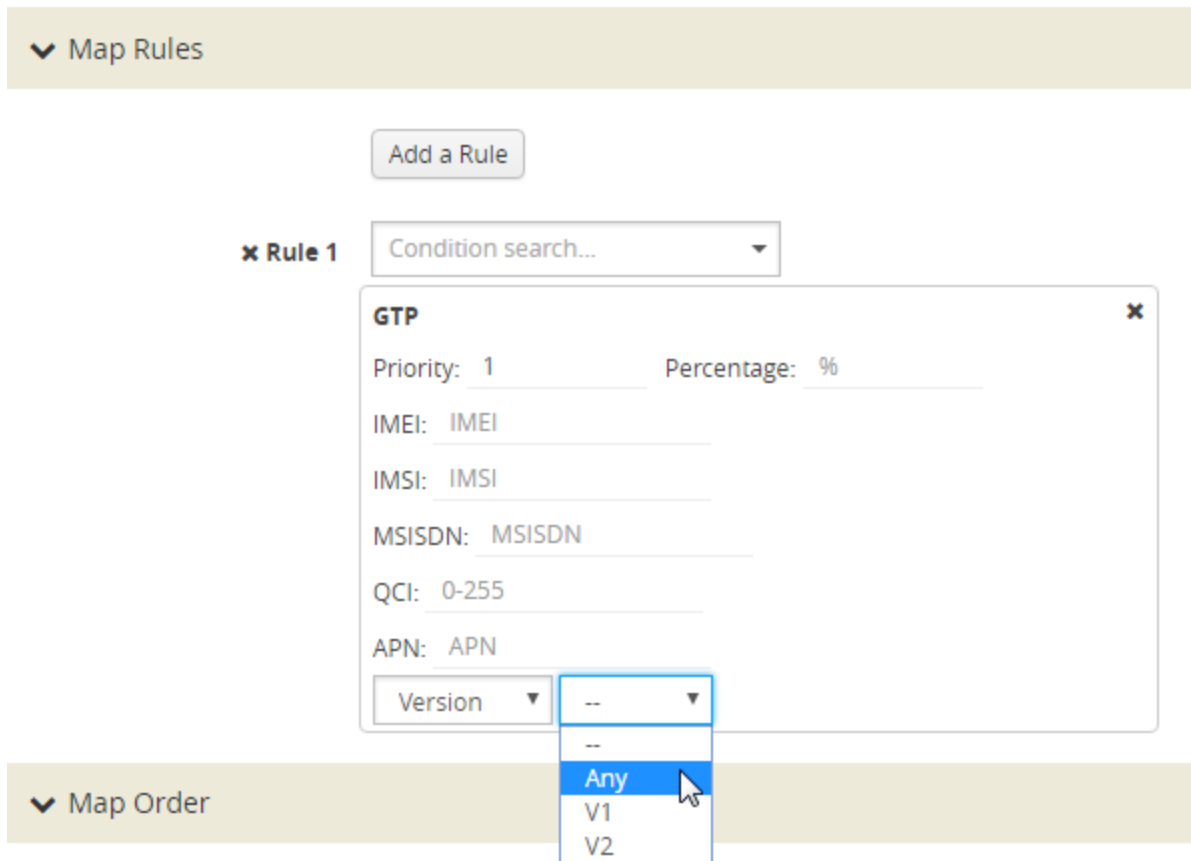 Map Rules
Add a Rule
Rule 1 Condition search...
GTP
Priority: 1 Percentage: %
IMEI: IMEI
IMSI: IMSI
MSISDN: MSISDN
QCI: 0-255
APN: APN
Version --
--
Any
Map Order
V1
V2